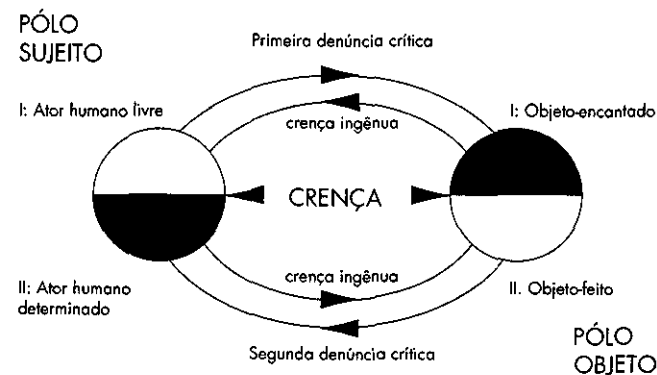 PÓLO
SUJEITO
Primeira denúncia crítica
I: Ator humano livre
I: Objeto-encantado
crença ingênua
CRENÇA
crença ingênua
II: Ator humano
determinado
II. Objeto-feito
Segunda denúncia crítica
PÓLO
OBJETO